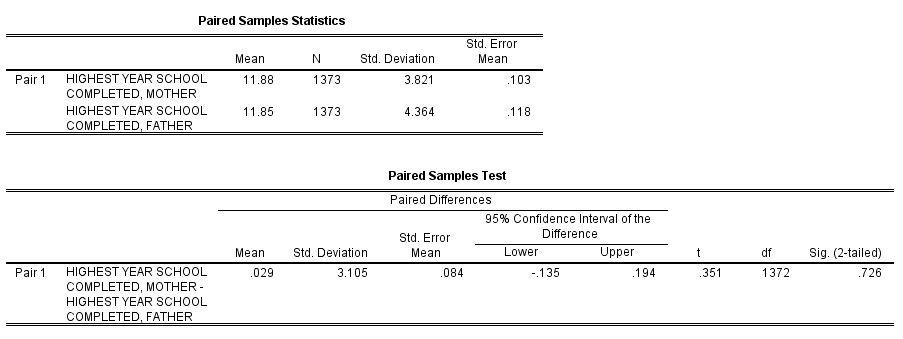 Paired Samples Statistics
Std. Error
Mean N Std. Deviation Mean
Pair 1 HIGHEST YEAR SCHOOL 11.88 1373 3.821 .103
COMPLETED, MOTHER
HIGHEST YEAR SCHOOL 11.85 1373 4.364 .118
COMPLETED, FATHER
Paired Samples Test
Paired Differences
95% Confidence Interval of the
Difference
Std. Error
Mean Std. Deviation Mean Lower Upper t df Sig. (2-tailed)
Pair 1 HIGHEST YEAR SCHOOL .029 3.105 .084 -.135 .194 .351 1372 .726
COMPLETED, MOTHER -
HIGHEST YEAR SCHOOL
COMPLETED, FATHER